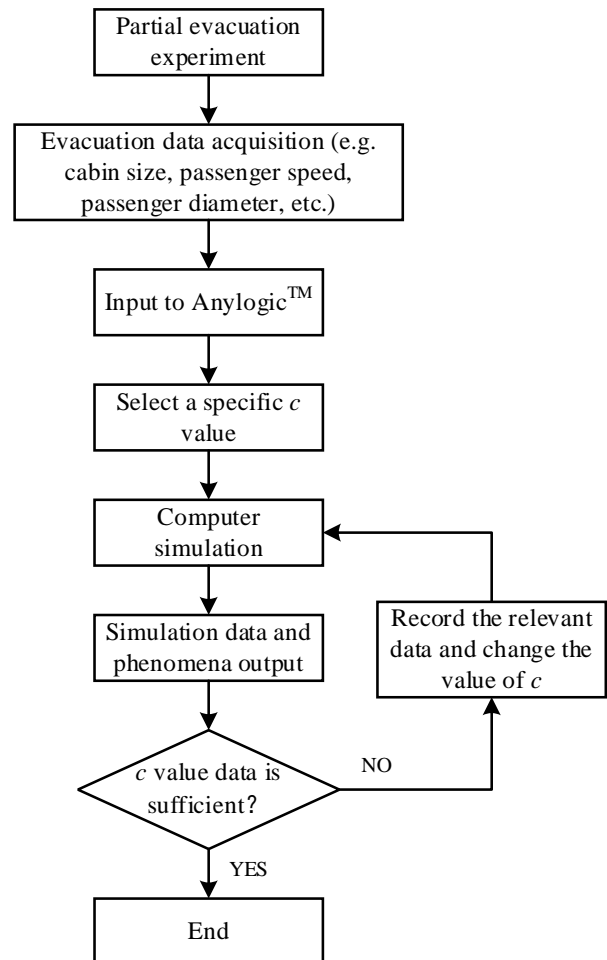 Partial evacuation
experiment
Evacuation data acquisition (e.g.
cabin size, passenger speed,
passenger diameter, etc.)
Input to Anylogic™
Select a specific c
value
Computer
simulation
Simulation data and
phenomena output
Record the relevant
data and change the
value of c
c value data is
sufficient？
NO
YES
End